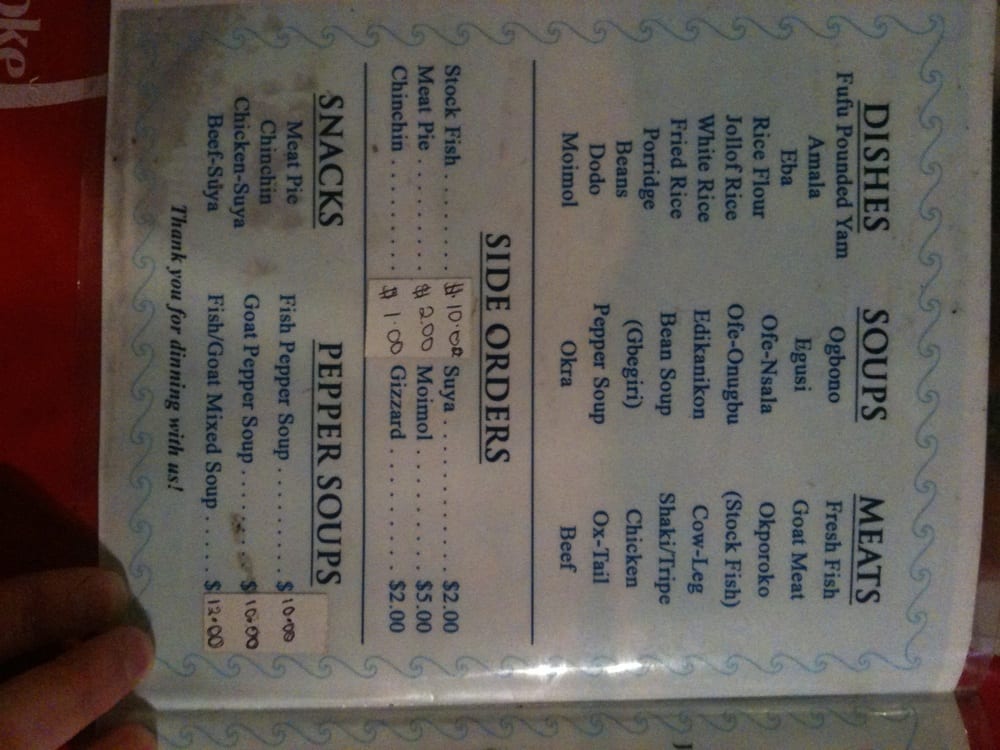 DISHES
Fufu Pounded Yam
Amala
Eba
Rice Flour
Jollof Rice
White Rice
Fried Rice
Porridge
Beans
Dodo
Moimol
SOUPS
Ogbono
Egusi
Ofe-Nsala
Ofe-Onugbu
Edikanikon
Bean Soup
(Gbegiri)
Pepper Soup
Okra
MEATS
Fresh Fish
Goat Meat
Okporoko
(Stock Fish)
Cow-Leg
Shaki/Tripe
Chicken
Ox-Tail
Beef
SIDE ORDERS
Stock Fish . . . . . . . $.10.00 Suya . . . . . . . . . . . $2.00
Meat Pie . . . . . . . . $ 2.00 Moimol . . . . . . . . . $5.00
Chinchin . . . . . . . . $ 1.00 Gizzard . . . . . . . . . $2.00
SNACKS
Meat Pie
Chinchin
Chicken-Suya
Beef-Suya
PEPPER SOUPS
Fish Pepper Soup . . . . . . . . $ 10.00
Goat Pepper Soup . . . . . . . $ 10.00
Fish/Goat Mixed Soup . . . . . $ 12.00
Thank you for dinning with us!
oke
J